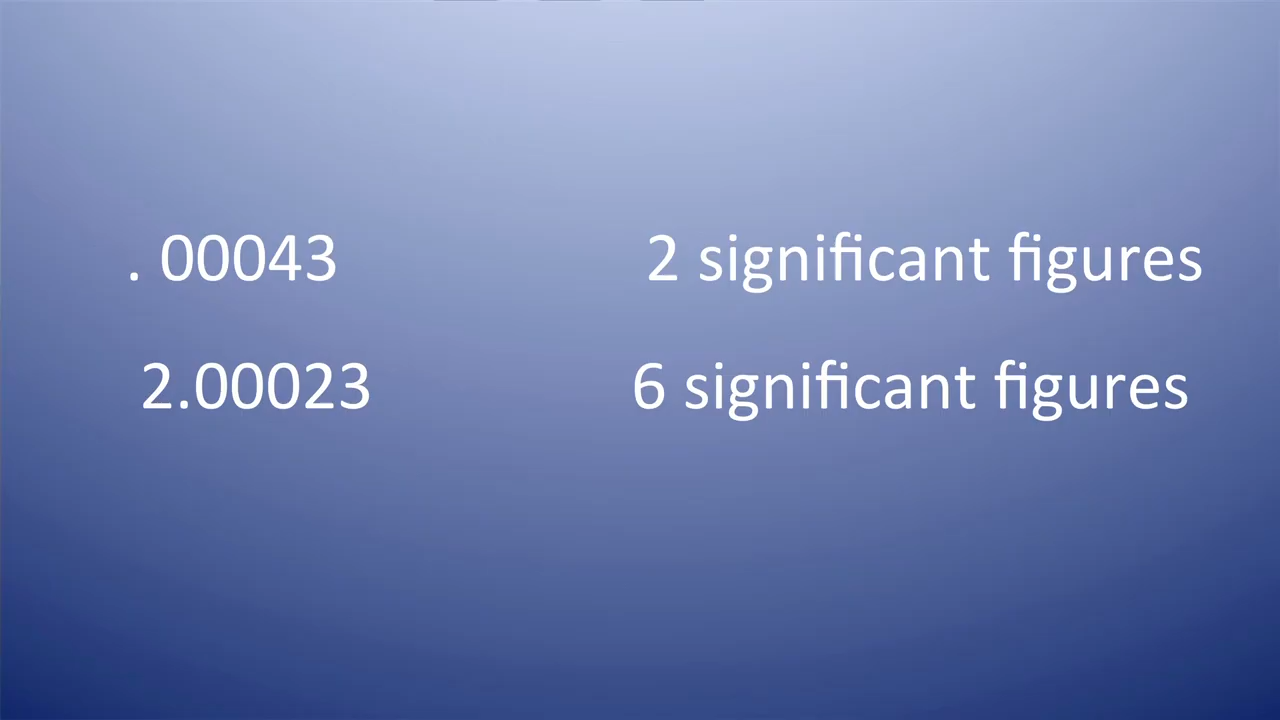 . 00043 2 significant figures
2.00023 6 significant figures